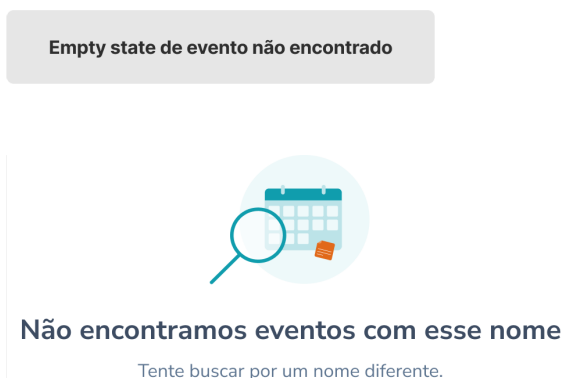 Empty state de evento não encontrado
Não encontramos eventos com esse nome
Tente buscar por um nome diferente.